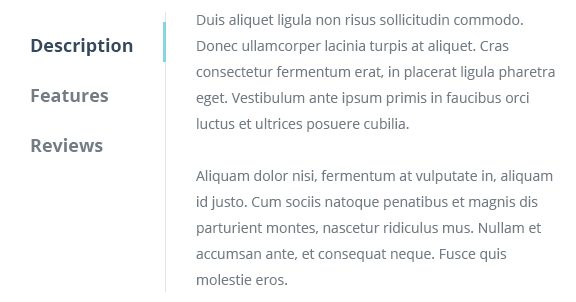 Description
Features
Reviews
Duis aliquet ligula non risus sollicitudin commodo.
Donec ullamcorper lacinia turpis at aliquet. Cras
consectetur fermentum erat, in placerat ligula pharetra
eget. Vestibulum ante ipsum primis in faucibus orci
luctus et ultrices posuere cubilia.
Aliquam dolor nisi, fermentum at vulputate in, aliquam
id justo. Cum sociis natoque penatibus et magnis dis
parturient montes, nascetur ridiculus mus. Nullam et
accumsan ante, et consequat neque. Fusce quis
molestie eros.